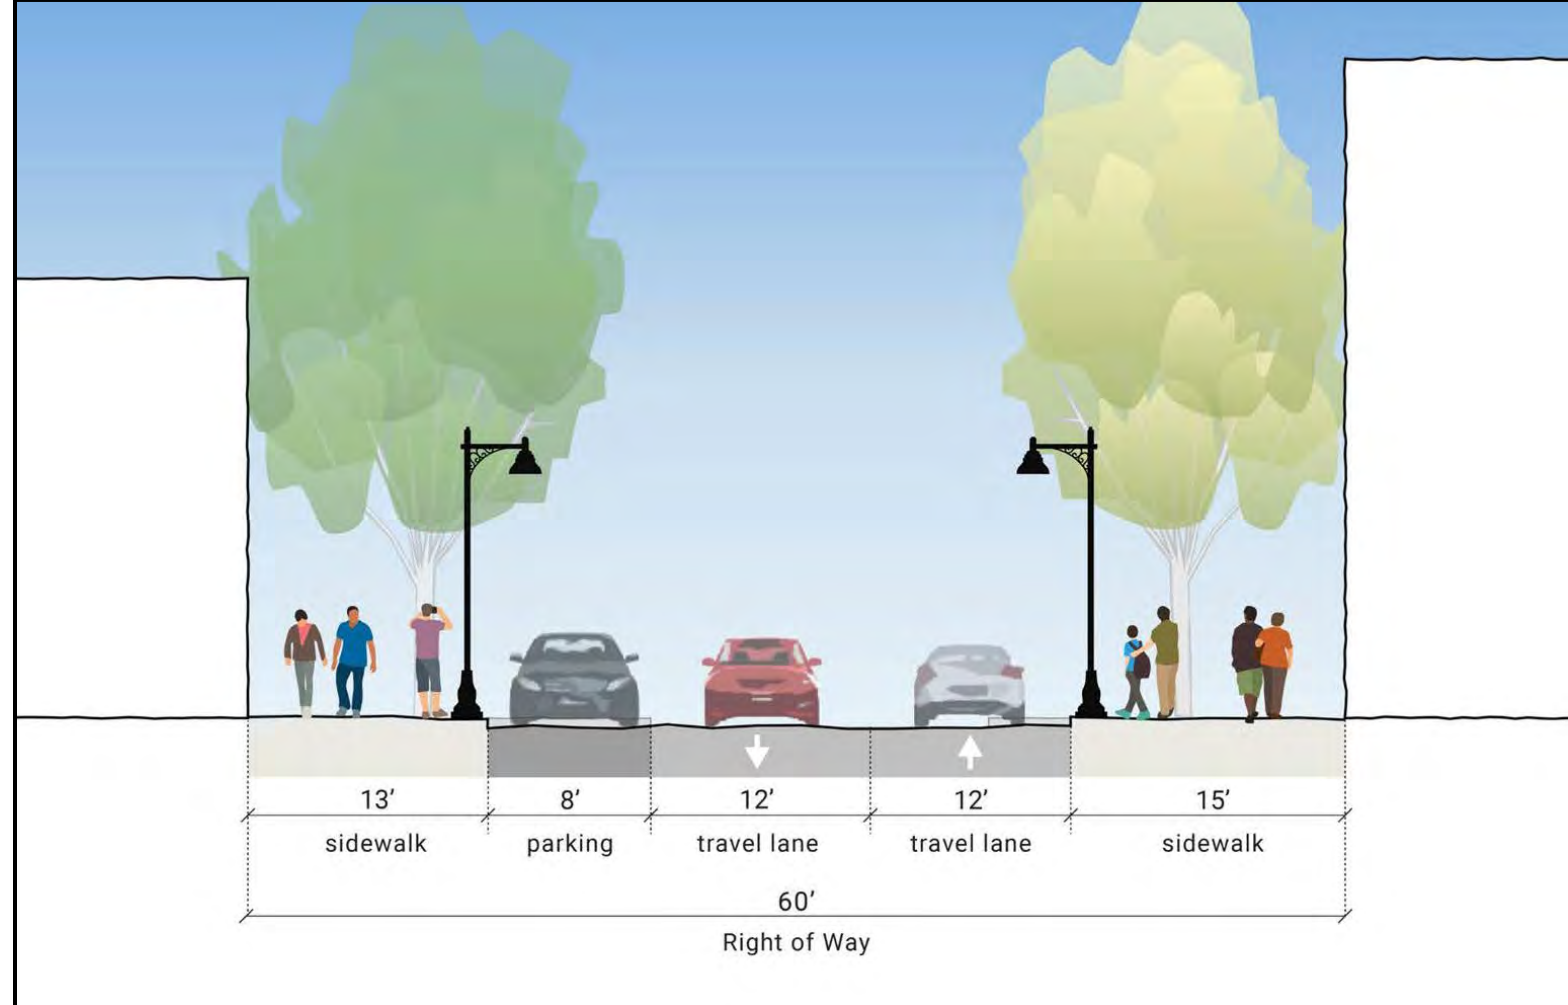 13’ 8’ 12’ 12’ 15’
sidewalk parking travel lane travel lane sidewalk
60’
Right of Way